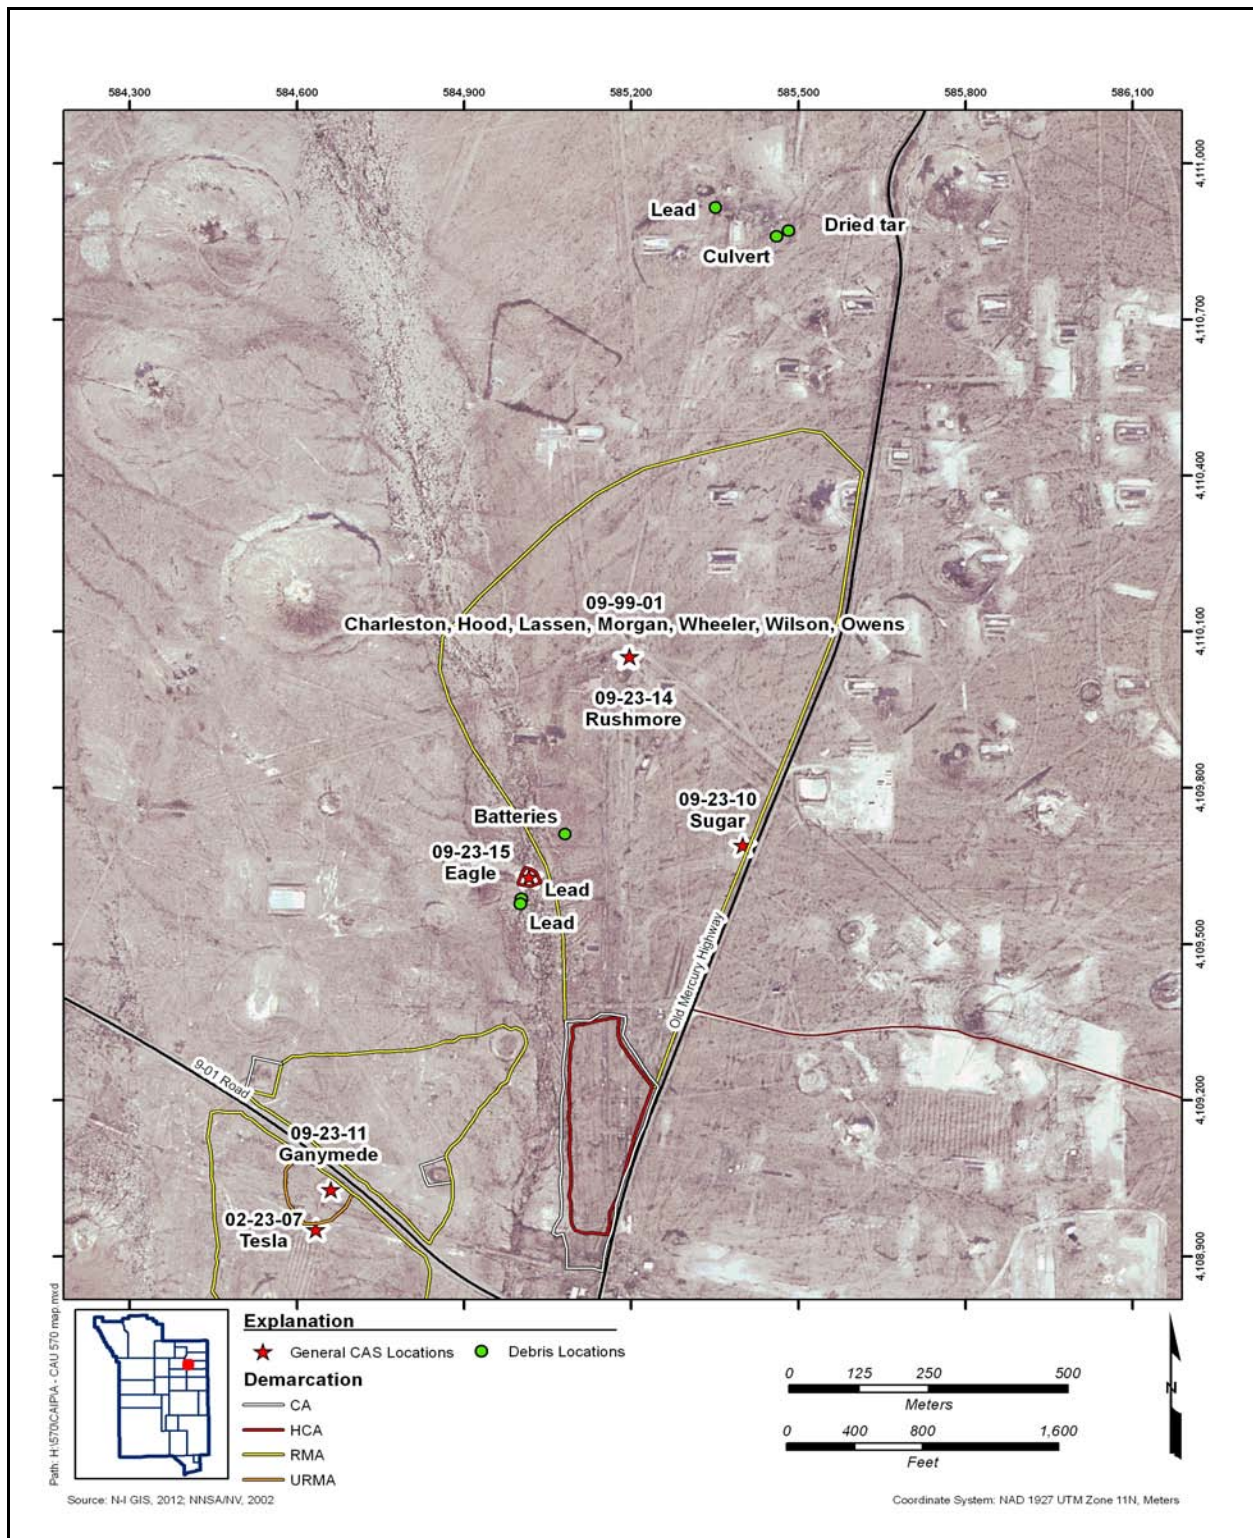 584,300 584,600 584,900 585,200 585,500 585,800 586,100
4,111,000
Lead
Dried tar
Culvert
4,110,700
4,110,400
09-99-01
Charleston, Hood, Lassen, Morgan, Wheeler, Wilson, Owens
4,110,100
09-23-14
Rushmore
4,109,800
09-23-10
Sugar
Batteries
09-23-15
Eagle
Lead
Lead
4,109,500
Old Mercury Highway
9-01 Road
4,109,200
09-23-11
Ganymede
02-23-07
Tesla
4,108,900
Path: H:\570\CAIP\A - CAU 570 map.mxd
Explanation
General CAS Locations
Debris Locations
Demarcation
CA
HCA
RMA
URMA
0 125 250 500
Meters
0 400 800 1,600
Feet
N
Source: N-I GIS, 2012; NNSA/NV, 2002
Coordinate System: NAD 1927 UTM Zone 11N, Meters